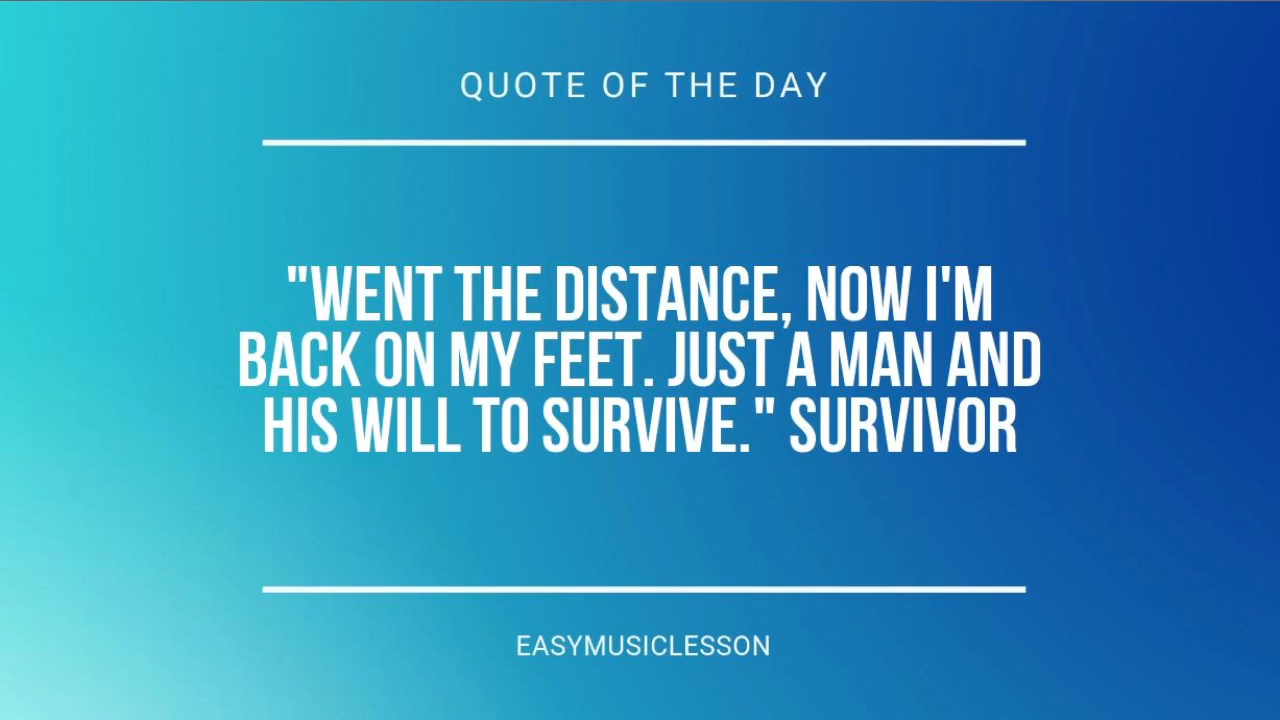 QUOTE OF THE DAY
"WENT THE DISTANCE, NOW I'M
BACK ON MY FEET. JUST A MAN AND
HIS WILL TO SURVIVE." SURVIVOR
EASYMUSICLESSON